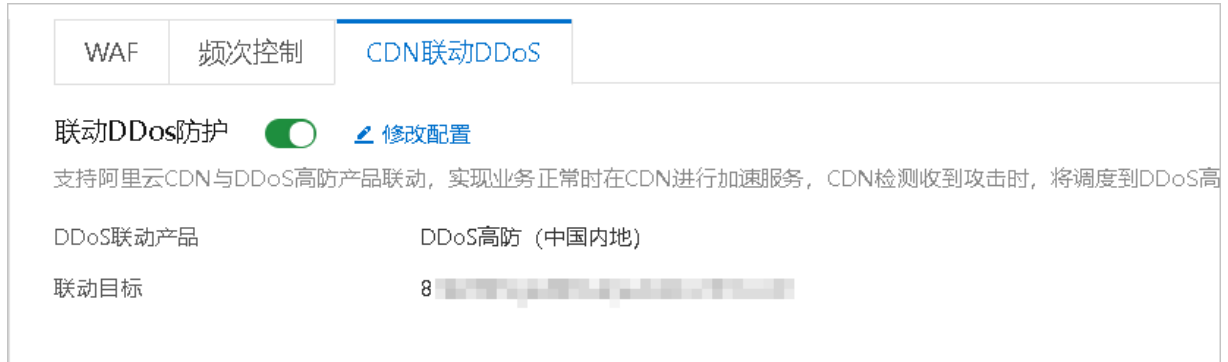 WAF 频次控制 CDN联动DDoS
联动DDos防护 修改配置
支持阿里云CDN与DDoS高防产品联动，实现业务正常时在CDN进行加速服务，CDN检测收到攻击时，将调度到DDoS高
DDoS联动产品 DDoS高防（中国内地）
联动目标 8